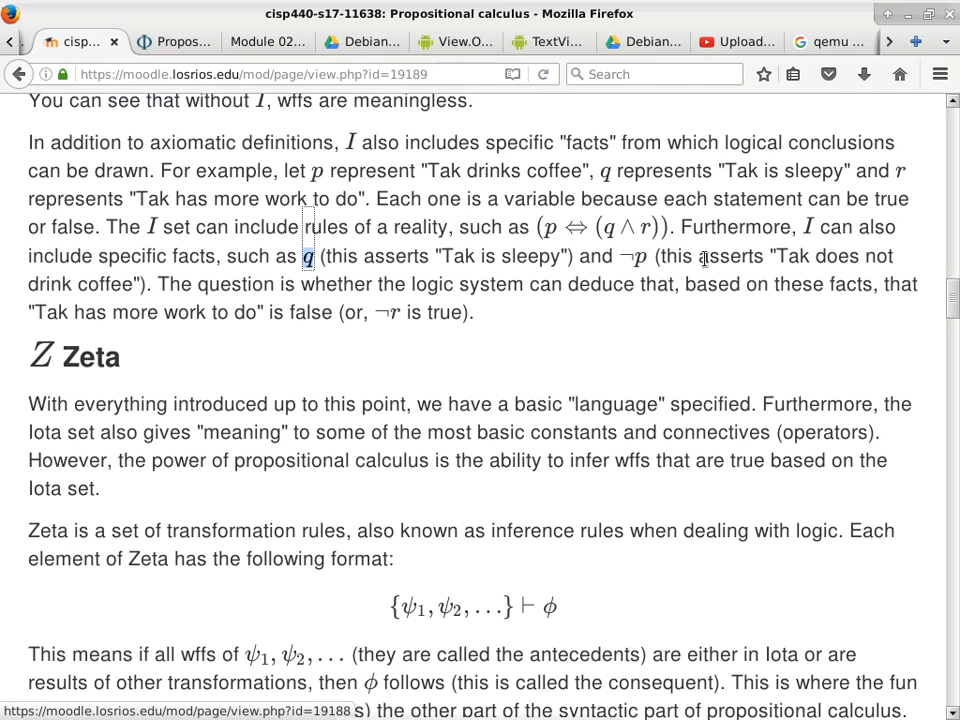 cisp440-s17-11638: Propositional calculus - Mozilla Firefox
cisp... Propos... Module 02... Debian... View.O... TextVi... Debian... Upload... qemu ...
https://moodle.losrios.edu/mod/page/view.php?id=19189 Search
You can see that without I, wffs are meaningless.
In addition to axiomatic definitions, I also includes specific "facts" from which logical conclusions
can be drawn. For example, let p represent "Tak drinks coffee", q represents "Tak is sleepy" and r
represents "Tak has more work to do". Each one is a variable because each statement can be true
or false. The I set can include rules of a reality, such as (p ⇔ (q ∧ r)). Furthermore, I can also
include specific facts, such as q (this asserts "Tak is sleepy") and ¬p (this asserts "Tak does not
drink coffee"). The question is whether the logic system can deduce that, based on these facts, that
"Tak has more work to do" is false (or, ¬r is true).
Z Zeta
With everything introduced up to this point, we have a basic "language" specified. Furthermore, the
Iota set also gives "meaning" to some of the most basic constants and connectives (operators).
However, the power of propositional calculus is the ability to infer wffs that are true based on the
Iota set.
Zeta is a set of transformation rules, also known as inference rules when dealing with logic. Each
element of Zeta has the following format:
{ψ₁, ψ₂, ...} ⊢ ϕ
This means if all wffs of ψ₁, ψ₂, ... (they are called the antecedents) are either in Iota or are
results of other transformations, then ϕ follows (this is called the consequent). This is where the fun
https://moodle.losrios.edu/mod/page/view.php?id=19188 s) the other part of the syntactic part of propositional calculus.